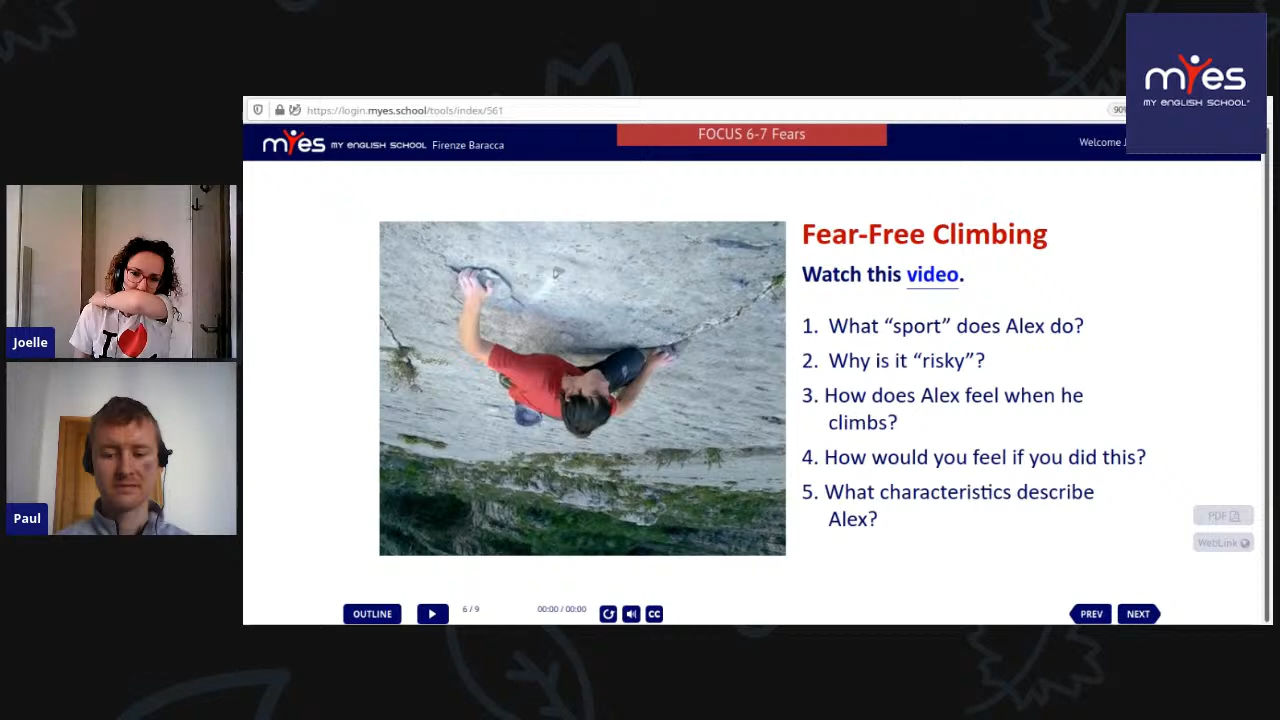 myes
MY ENGLISH SCHOOL
https://login.myes.school/tools/index/561
90%
myes MY ENGLISH SCHOOL Firenze Baracca
FOCUS 6-7 Fears
Welcome J
Fear-Free Climbing
Watch this video.
1. What “sport” does Alex do?
2. Why is it “risky”?
3. How does Alex feel when he
climbs?
4. How would you feel if you did this?
5. What characteristics describe
Alex?
Joelle
I
Paul
PDF
WebLink
OUTLINE
6 / 9
00:00 / 00:00
CC
PREV
NEXT